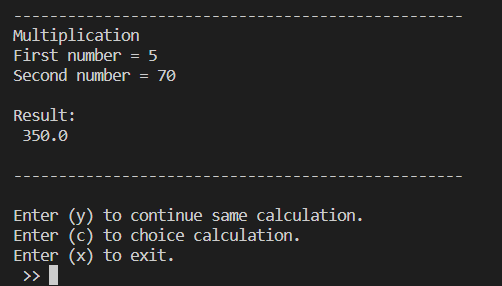 --------------------------------------------------
Multiplication
First number = 5
Second number = 70
Result:
350.0
--------------------------------------------------
Enter (y) to continue same calculation.
Enter (c) to choice calculation.
Enter (x) to exit.
>>